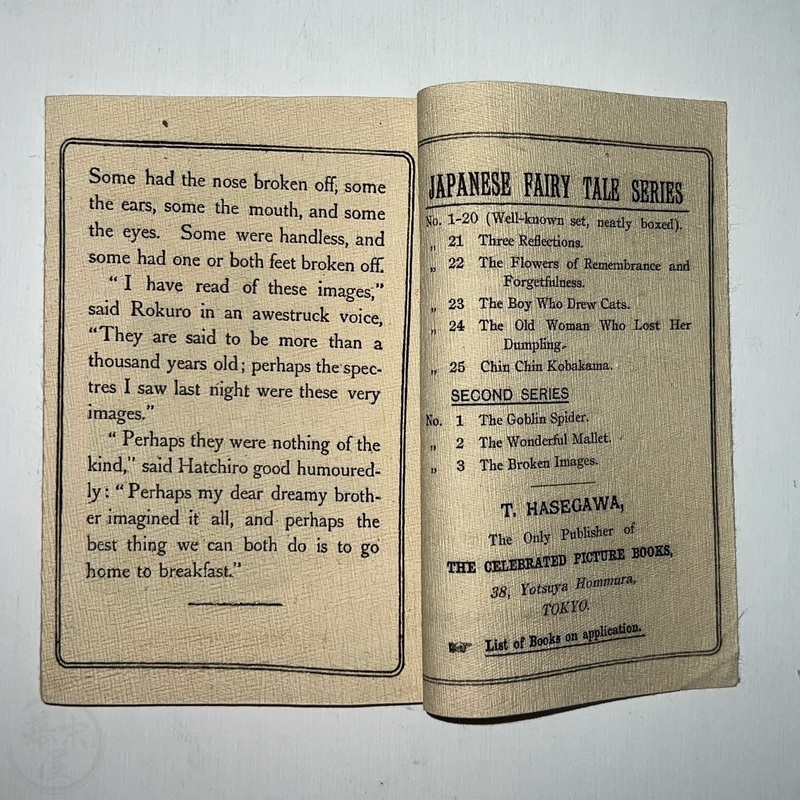 Some had the nose broken off, some
the ears, some the mouth, and some
the eyes. Some were handless, and
some had one or both feet broken off.
“ I have read of these images,”
said Rokuro in an awestruck voice,
“They are said to be more than a
thousand years old; perhaps the spec-
tres I saw last night were these very
images.”
“ Perhaps they were nothing of the
kind,” said Hatchiro good humoured-
ly: “Perhaps my dear dreamy broth-
er imagined it all, and perhaps the
best thing we can both do is to go
home to breakfast.”
JAPANESE FAIRY TALE SERIES
No. 1-20 (Well-known set, neatly boxed).
„ 21 Three Reflections.
„ 22 The Flowers of Remembrance and
Forgetfulness.
„ 23 The Boy Who Drew Cats.
„ 24 The Old Woman Who Lost Her
Dumpling.
„ 25 Chin Chin Kobakama.
SECOND SERIES
No. 1 The Goblin Spider.
„ 2 The Wonderful Mallet.
„ 3 The Broken Images.
T. HASEGAWA,
The Only Publisher of
THE CELEBRATED PICTURE BOOKS,
38, Yotsuya Hommura,
TOKYO.
☞ List of Books on application.